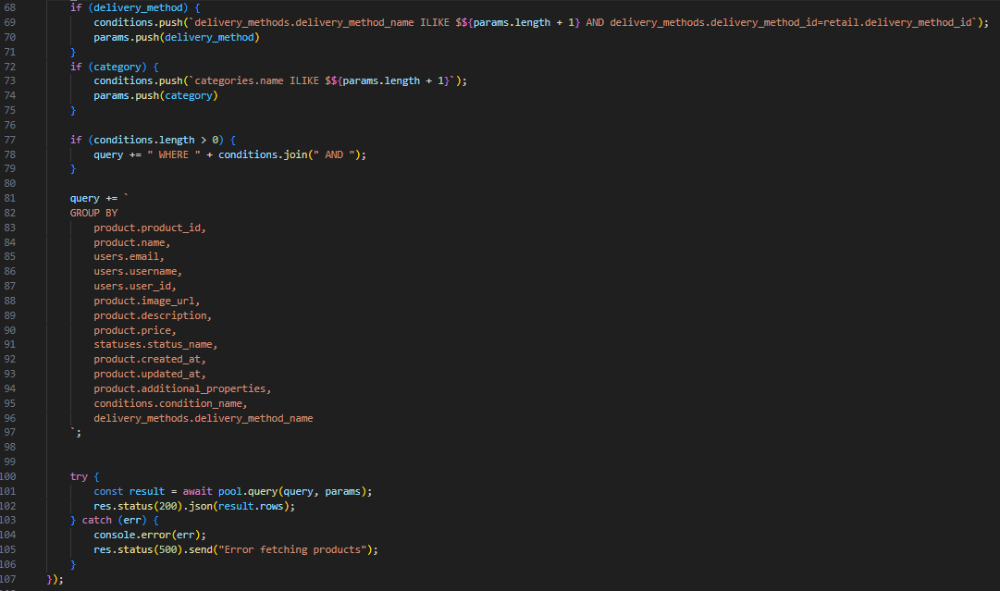 68 if (delivery_method) {
69 conditions.push(`delivery_methods.delivery_method_name ILIKE $${params.length + 1} AND delivery_methods.delivery_method_id=retail.delivery_method_id`);
70 params.push(delivery_method)
71 }
72 if (category) {
73 conditions.push(`categories.name ILIKE $${params.length + 1}`);
74 params.push(category)
75 }
76
77 if (conditions.length > 0) {
78 query += " WHERE " + conditions.join(" AND ");
79 }
80
81 query += `
82 GROUP BY
83 product.product_id,
84 product.name,
85 users.email,
86 users.username,
87 users.user_id,
88 product.image_url,
89 product.description,
90 product.price,
91 statuses.status_name,
92 product.created_at,
93 product.updated_at,
94 product.additional_properties,
95 conditions.condition_name,
96 delivery_methods.delivery_method_name
97 `;
98
99
100 try {
101 const result = await pool.query(query, params);
102 res.status(200).json(result.rows);
103 } catch (err) {
104 console.error(err);
105 res.status(500).send("Error fetching products");
106 }
107 });